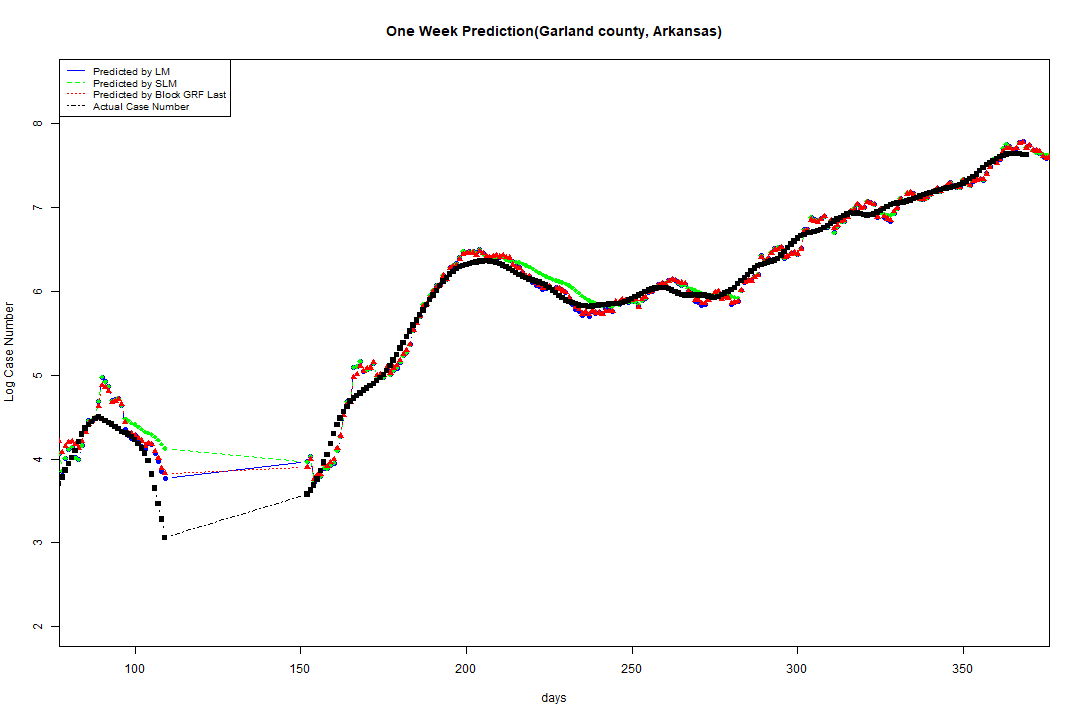 One Week Prediction(Garland county, Arkansas)
Predicted by LM
Predicted by SLM
Predicted by Block GRF Last
Actual Case Number
8
7
6
5
4
3
2
Log Case Number
100 150 200 250 300 350
days